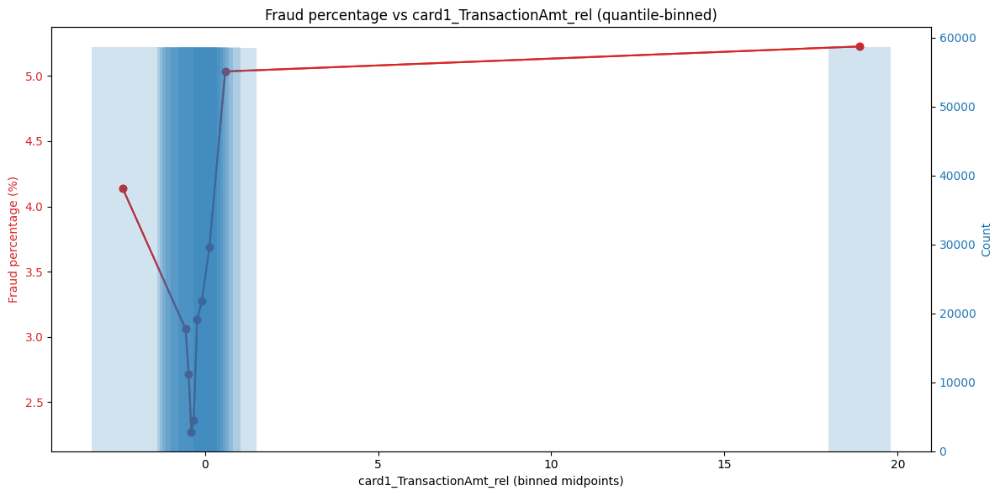 Fraud percentage vs card1_TransactionAmt_rel (quantile-binned)
Fraud percentage (%)
5.0
4.5
4.0
3.5
3.0
2.5
60000
50000
40000
30000
20000
10000
0
Count
0 5 10 15 20
card1_TransactionAmt_rel (binned midpoints)